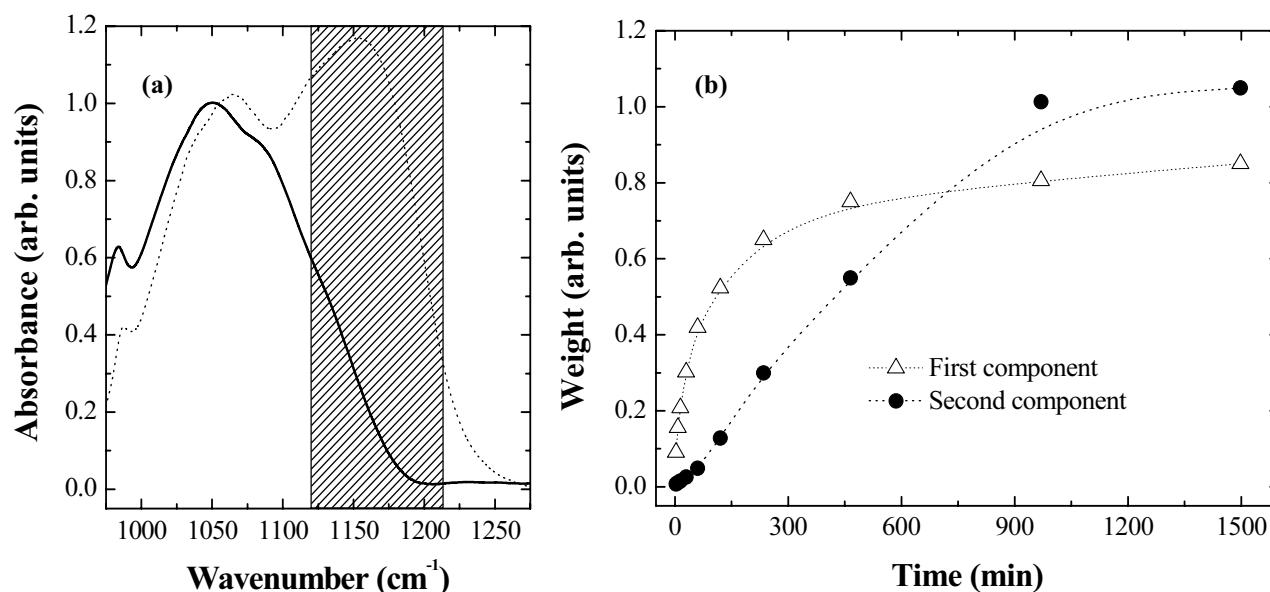 (a)
1.2
1.0
0.8
0.6
0.4
0.2
0.0
1000 1050 1100 1150 1200 1250
Absorbance (arb. units)
Wavenumber (cm-1)
(b)
1.2
1.0
0.8
0.6
0.4
0.2
0.0
0 300 600 900 1200 1500
Weight (arb. units)
Time (min)
First component
Second component